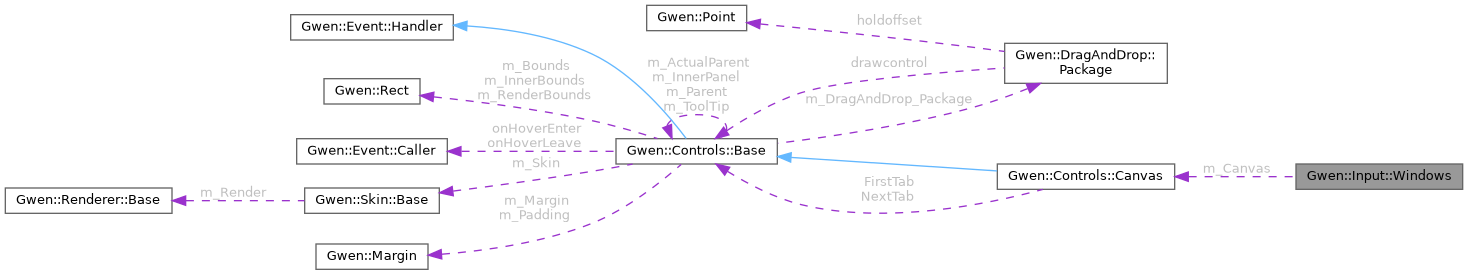 Gwen::Event::Handler
Gwen::Point
holdoffset
Gwen::DragAndDrop::
Package
drawcontrol
m_DragAndDrop_Package
m_ActualParent
m_InnerPanel
m_Parent
m_ToolTip
m_Bounds
m_InnerBounds
m_RenderBounds
Gwen::Rect
onHoverEnter
onHoverLeave
Gwen::Event::Caller
Gwen::Controls::Base
m_Skin
m_Render
Gwen::Renderer::Base
Gwen::Skin::Base
m_Margin
m_Padding
Gwen::Margin
FirstTab
NextTab
Gwen::Controls::Canvas
m_Canvas
Gwen::Input::Windows